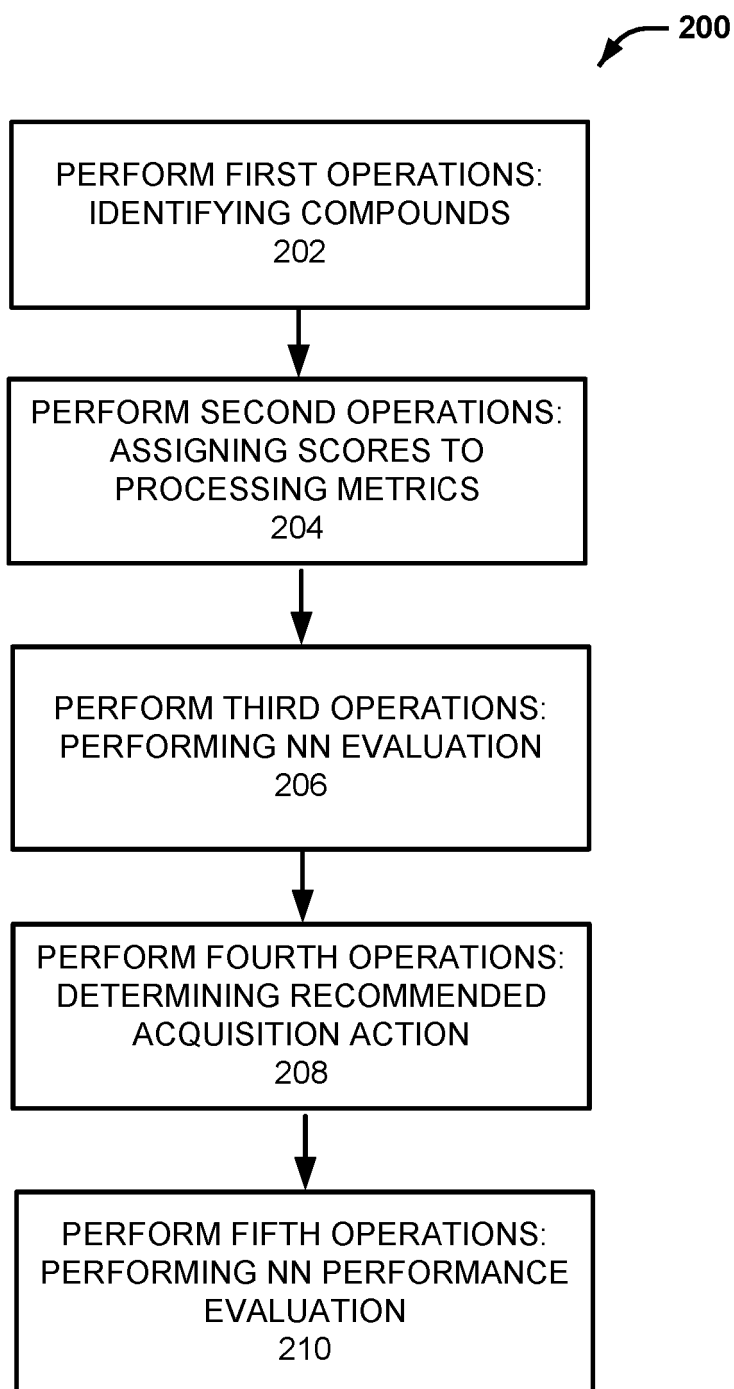 200
PERFORM FIRST OPERATIONS:
IDENTIFYING COMPOUNDS
202
PERFORM SECOND OPERATIONS:
ASSIGNING SCORES TO
PROCESSING METRICS
204
PERFORM THIRD OPERATIONS:
PERFORMING NN EVALUATION
206
PERFORM FOURTH OPERATIONS:
DETERMINING RECOMMENDED
ACQUISITION ACTION
208
PERFORM FIFTH OPERATIONS:
PERFORMING NN PERFORMANCE
EVALUATION
210